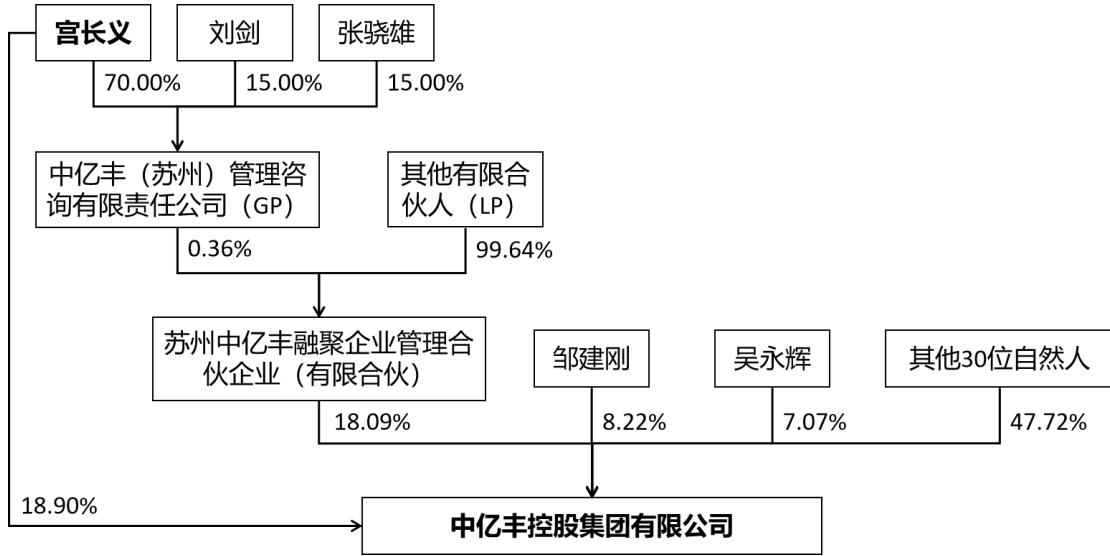 宫长义
刘剑
张骁雄
70.00%
15.00%
15.00%
中亿丰（苏州）管理咨
询有限责任公司（GP）
其他有限合
伙人（LP）
0.36%
99.64%
苏州中亿丰融聚企业管理合
伙企业（有限合伙）
邹建刚
吴永辉
其他30位自然人
18.09%
8.22%
7.07%
47.72%
18.90%
中亿丰控股集团有限公司